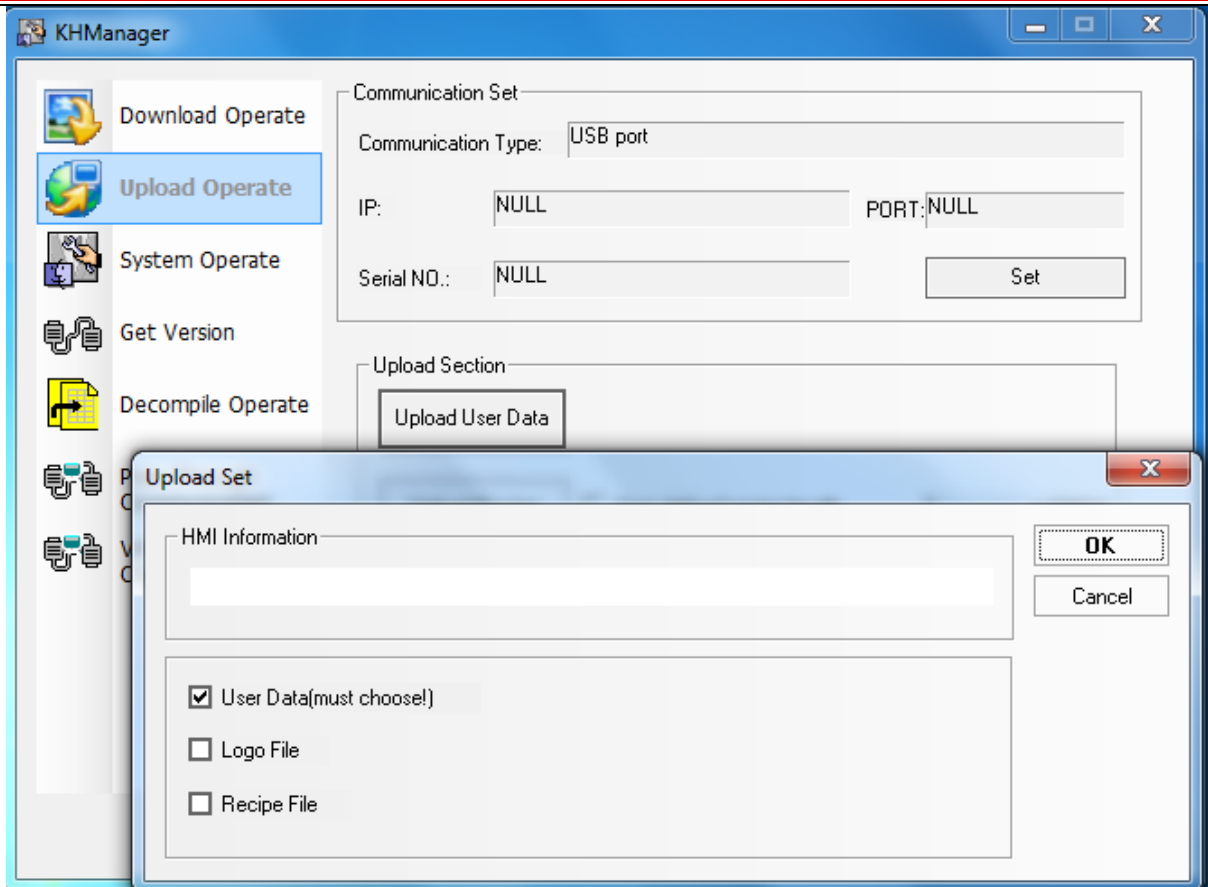 KHManager
Download Operate
Upload Operate
System Operate
Get Version
Decompile Operate
P
C
V
C
Communication Set
Communication Type: USB port
IP: NULL PORT: NULL
Serial NO.: NULL Set
Upload Section
Upload User Data
Upload Set
HMI Information
OK
Cancel
User Data(must choose!)
Logo File
Recipe File